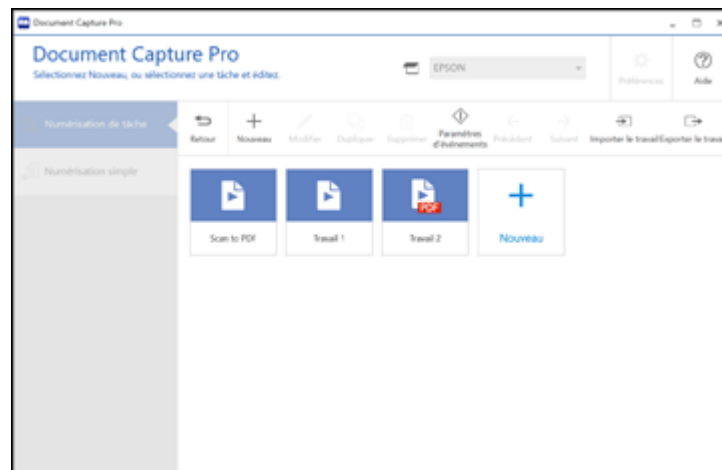 Document Capture Pro
Document Capture Pro
Sélectionnez Nouveau, ou sélectionnez une tâche et éditez.
EPSON
Préférences
Aide
Numérisation de tâche
Numérisation simple
Retour
Nouveau
Modifier
Dupliquer
Supprimer
Paramètres
d'événements
Précédent
Suivant
Importer le travail
Exporter le trava
Scan to PDF
Travail 1
PDF
Travail 2
Nouveau